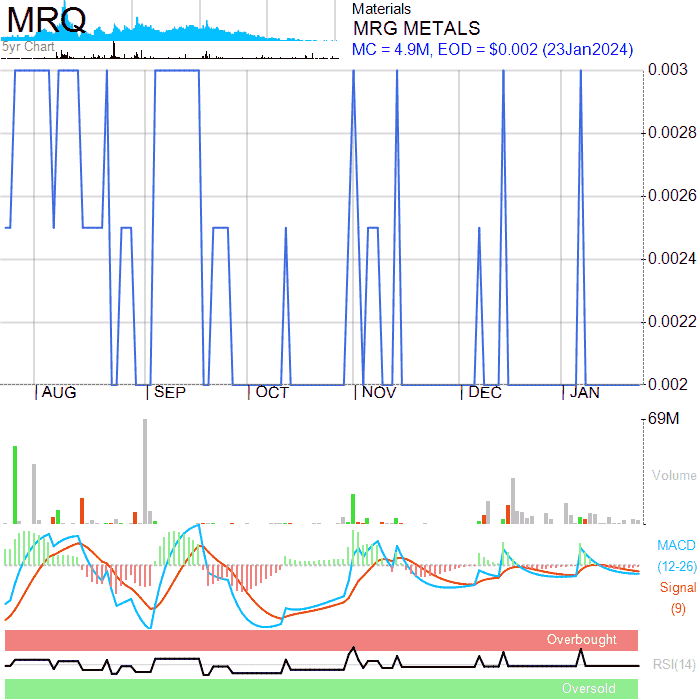 MRQ
5yr Chart
Materials
MRG METALS
MC = 4.9M, EOD = $0.002 (23Jan2024)
0.003
0.0028
0.0026
0.0024
0.0022
0.002
AUG SEP OCT NOV DEC JAN
69M
Volume
MACD
(12-26)
Signal
(9)
Overbought
RSI(14)
Oversold